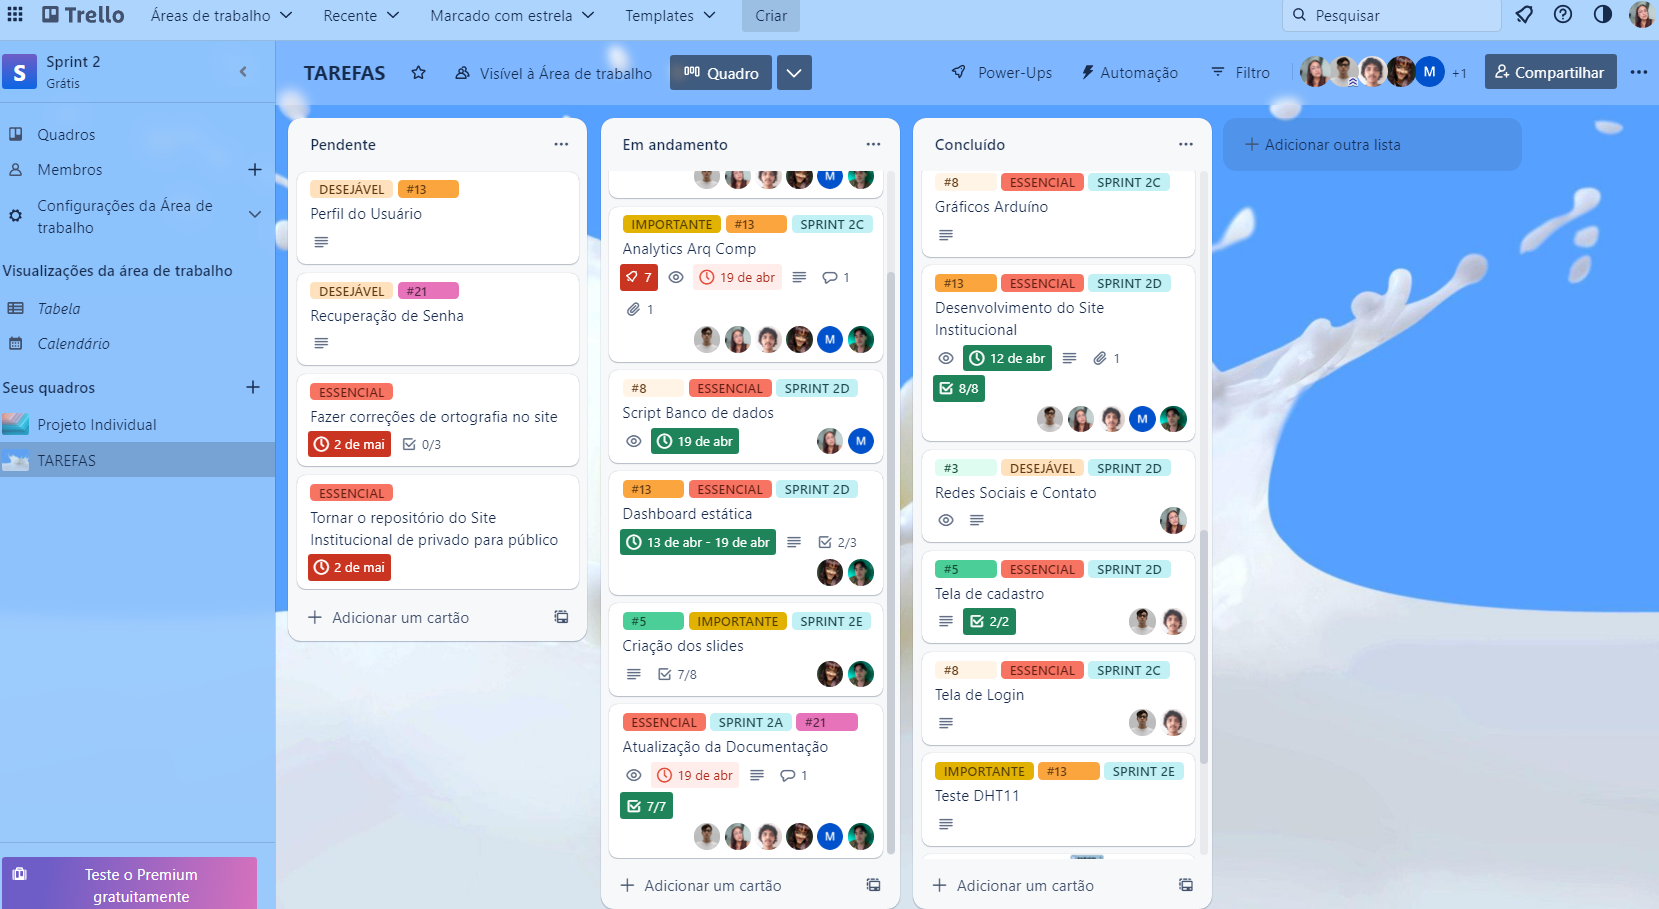 Trello
Áreas de trabalho
Recente
Marcado com estrela
Templates
Criar
Pesquisar
S
Sprint 2
Grátis
Quadros
Membros
Configurações da Área de
trabalho
Visualizações da área de trabalho
Tabela
Calendário
Seus quadros
Projeto Individual
TAREFAS
Teste o Premium
gratuitamente
TAREFAS
Visível à Área de trabalho
Quadro
Power-Ups
Automação
Filtro
M
+1
Compartilhar
Pendente
DESEJÁVEL #13
Perfil do Usuário
DESEJÁVEL #21
Recuperação de Senha
ESSENCIAL
Fazer correções de ortografia no site
2 de mai 0/3
ESSENCIAL
Tornar o repositório do Site
Institucional de privado para público
2 de mai
Adicionar um cartão
Em andamento
M
IMPORTANTE #13 SPRINT 2C
Analytics Arq Comp
7 19 de abr 1
1
M
#8 ESSENCIAL SPRINT 2D
Script Banco de dados
19 de abr M
#13 ESSENCIAL SPRINT 2D
Dashboard estática
13 de abr - 19 de abr 2/3
#5 IMPORTANTE SPRINT 2E
Criação dos slides
7/8
ESSENCIAL SPRINT 2A #21
Atualização da Documentação
19 de abr 1
7/7
M
Adicionar um cartão
Concluído
#8 ESSENCIAL SPRINT 2C
Gráficos Arduíno
#13 ESSENCIAL SPRINT 2D
Desenvolvimento do Site
Institucional
12 de abr 1
8/8
M
#3 DESEJÁVEL SPRINT 2D
Redes Sociais e Contato
#5 ESSENCIAL SPRINT 2D
Tela de cadastro
2/2
#8 ESSENCIAL SPRINT 2C
Tela de Login
IMPORTANTE #13 SPRINT 2E
Teste DHT11
Adicionar um cartão
Adicionar outra lista